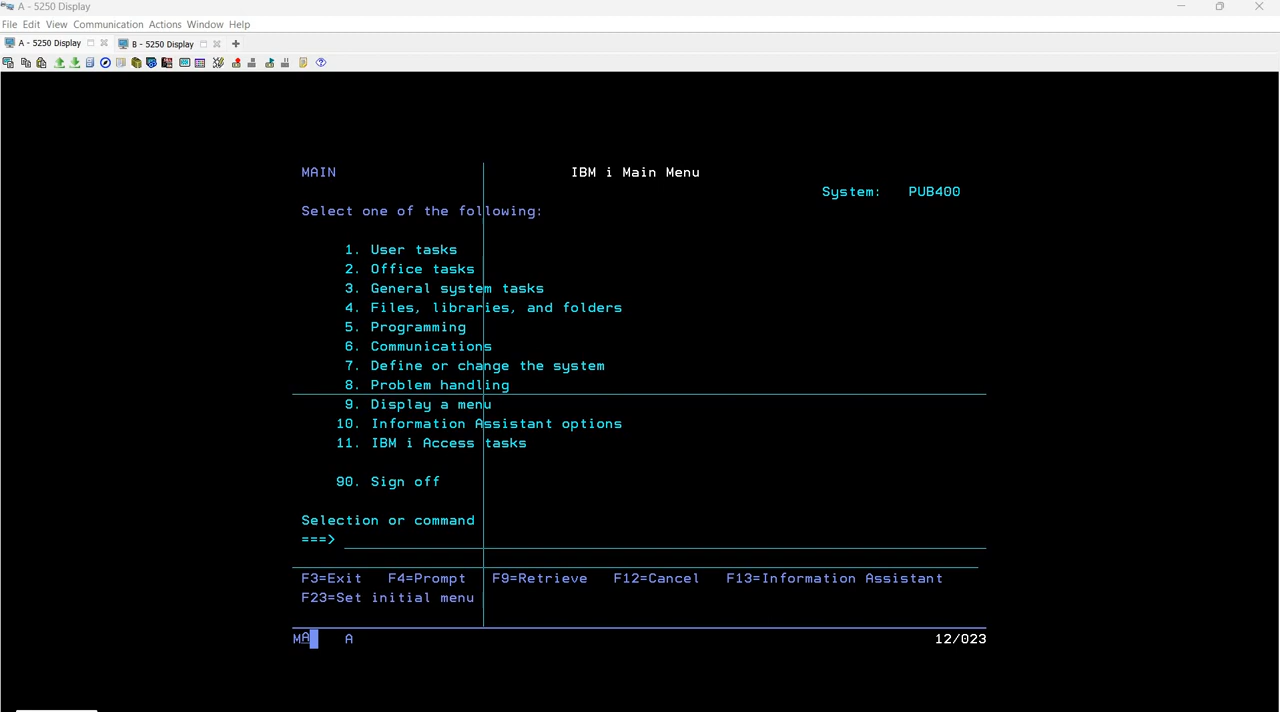 A - 5250 Display
File Edit View Communication Actions Window Help
A - 5250 Display B - 5250 Display
MAIN IBM i Main Menu
System: PUB400
Select one of the following:
1. User tasks
2. Office tasks
3. General system tasks
4. Files, libraries, and folders
5. Programming
6. Communications
7. Define or change the system
8. Problem handling
9. Display a menu
10. Information Assistant options
11. IBM i Access tasks
90. Sign off
Selection or command
===>
F3=Exit F4=Prompt F9=Retrieve F12=Cancel F13=Information Assistant
F23=Set initial menu
MA A 12/023